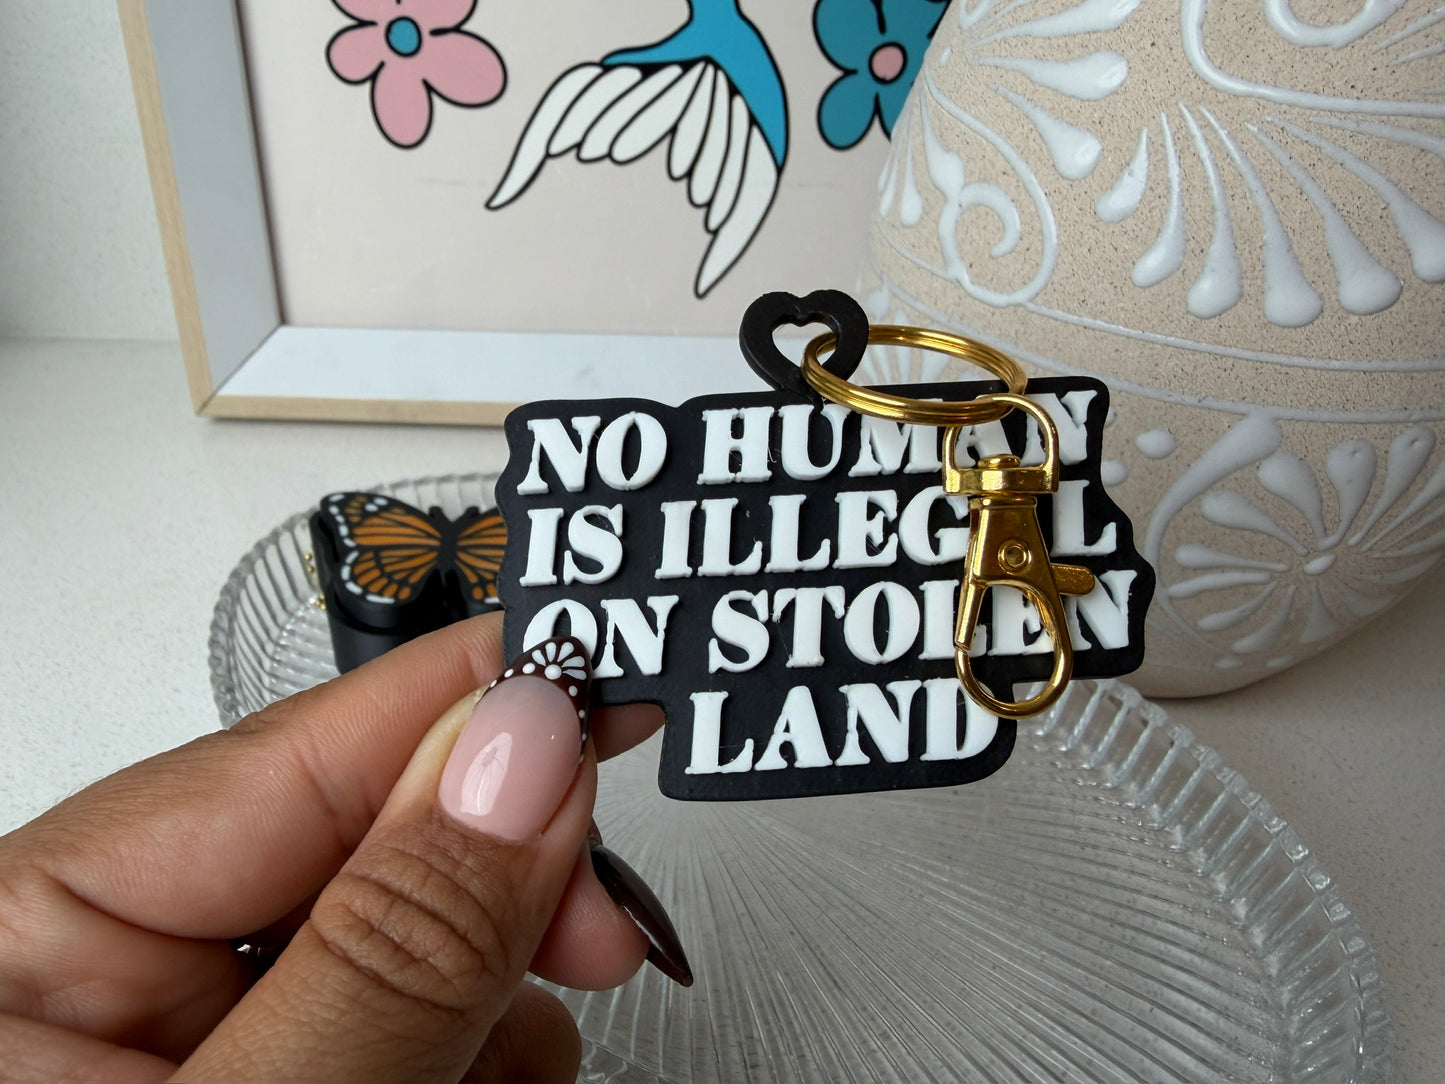 NO HUMAN
IS ILLEGAL
ON STOLEN
LAND